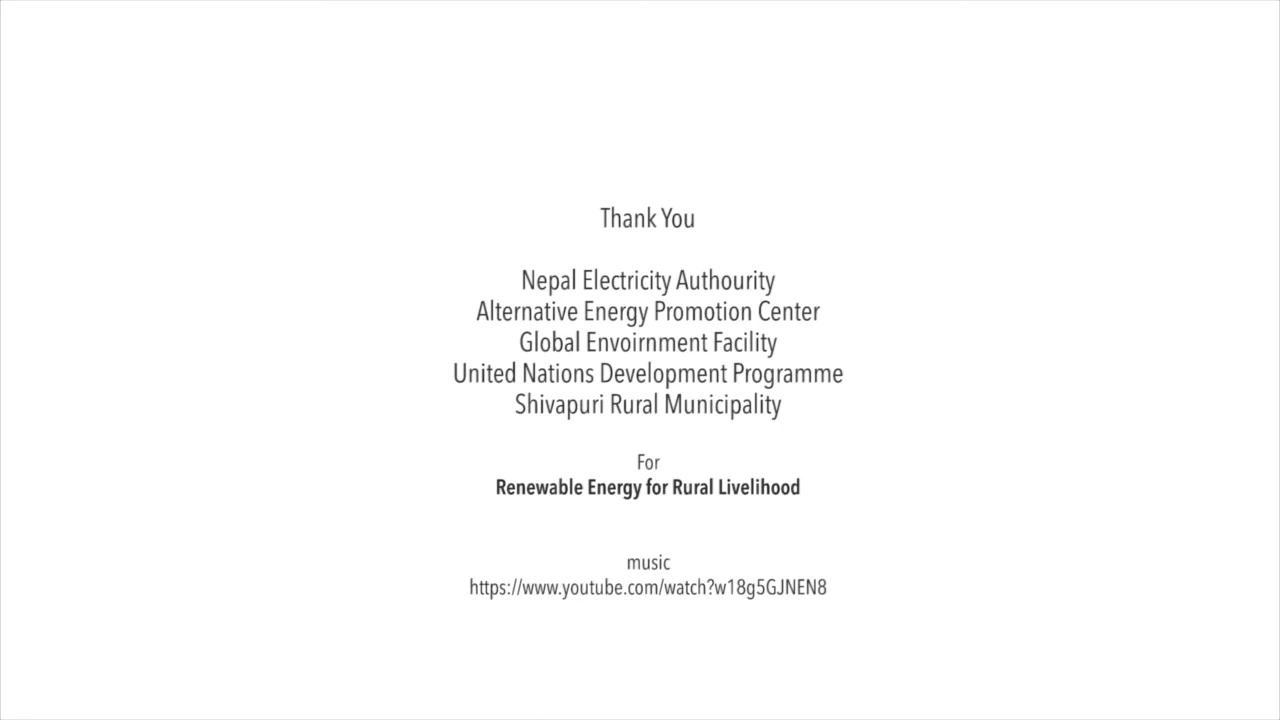 Thank You
Nepal Electricity Authourity
Alternative Energy Promotion Center
Global Envoirnment Facility
United Nations Development Programme
Shivapuri Rural Municipality
For
Renewable Energy for Rural Livelihood
music
https://www.youtube.com/watch?w18g5GJNEN8